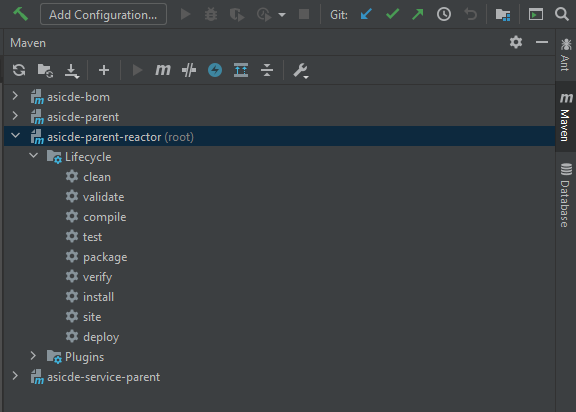 Add Configuration...
Git:
Maven
asicde-bom
asicde-parent
asicde-parent-reactor (root)
Lifecycle
clean
validate
compile
test
package
verify
install
site
deploy
Plugins
asicde-service-parent
Ant
m Maven
Database